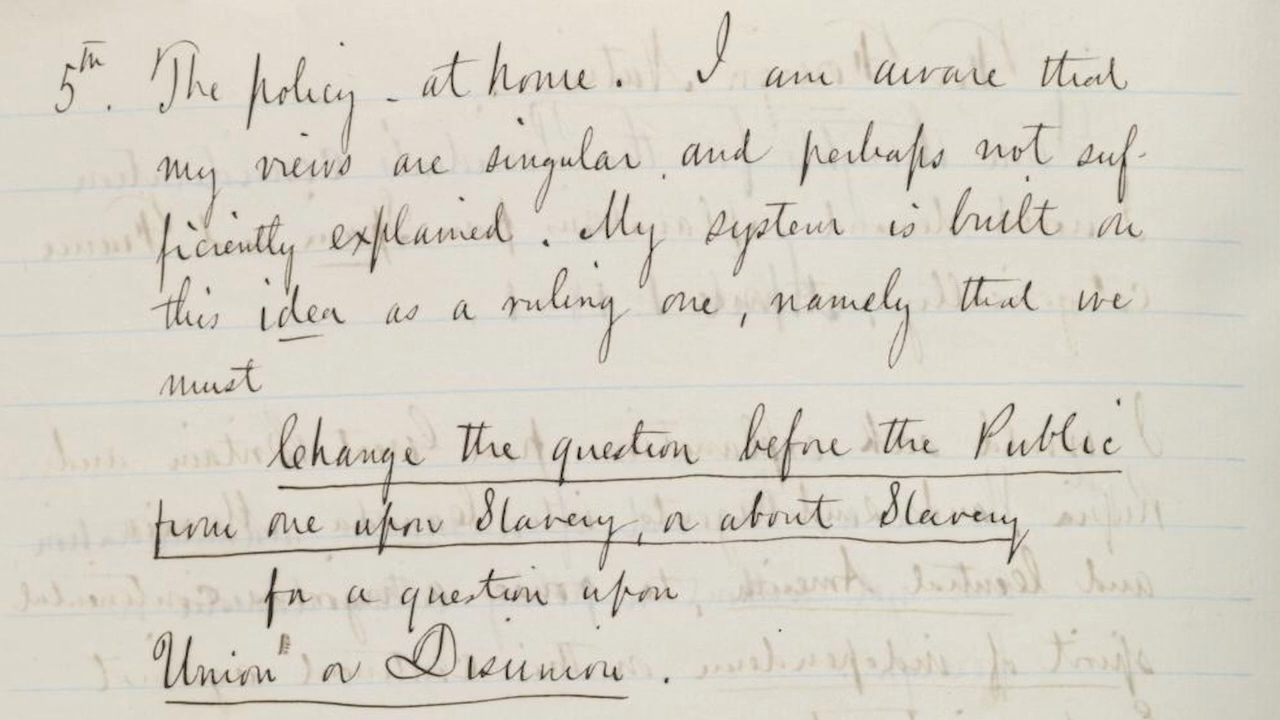 5th. The policy - at home. I am aware that
my views are singular, and perhaps not suf-
ficiently explained. My system is built on
this idea as a ruling one, namely that we
must
Change the question before the Public
from one upon Slavery, or about Slavery
for a question upon
Union or Disunion.